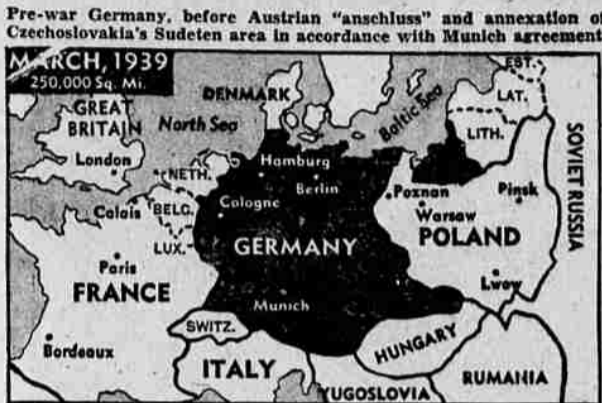 Pre-war Germany, before Austrian "anschluss" and annexation of
Czechoslovakia's Sudeten area in accordance with Munich agreement
MARCH, 1939
250,000 Sq. Mi.
EST.
DENMARK
LAT.
GREAT
BRITAIN
North Sea
Baltic Sea
LITH.
SOVIET RUSSIA
London
NETH.
Hamburg
Berlin
Poznan
Pinsk
Calais
BELG.
Cologne
Warsaw
POLAND
LUX.
GERMANY
Paris
FRANCE
Lwow
Munich
SWITZ.
HUNGARY
Bordeaux
ITALY
YUGOSLOVIA
RUMANIA